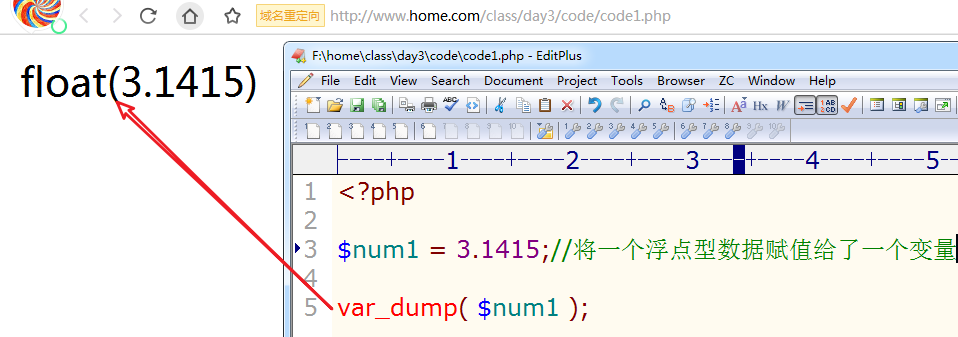 域名重定向 http://www.home.com/class/day3/code/code1.php
float(3.1415)
F:\home\class\day3\code\code1.php - EditPlus
File Edit View Search Document Project Tools Browser ZC Window Help
----+----1----+----2----+----3----+----4----+----5
1 <?php
2
3 $num1 = 3.1415;//将一个浮点型数据赋值给了一个变量
4
5 var_dump( $num1 );